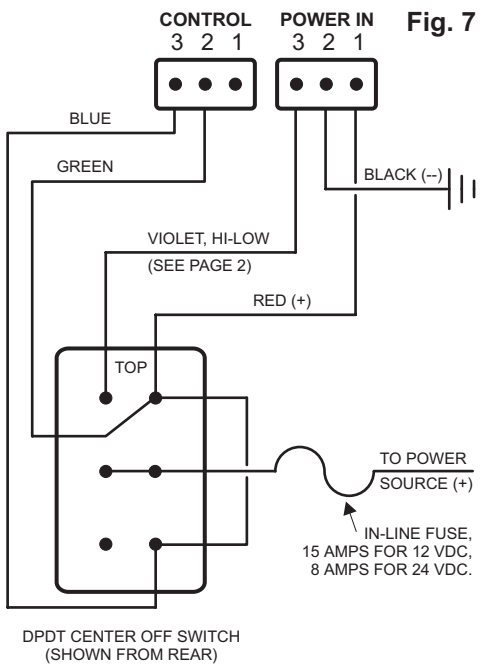 CONTROL
POWER IN
Fig. 7
3 2 1
3 2 1
BLUE
GREEN
BLACK (--)
VIOLET, HI-LOW
(SEE PAGE 2)
RED (+)
TOP
TO POWER
SOURCE (+)
IN-LINE FUSE,
15 AMPS FOR 12 VDC,
8 AMPS FOR 24 VDC.
DPDT CENTER OFF SWITCH
(SHOWN FROM REAR)